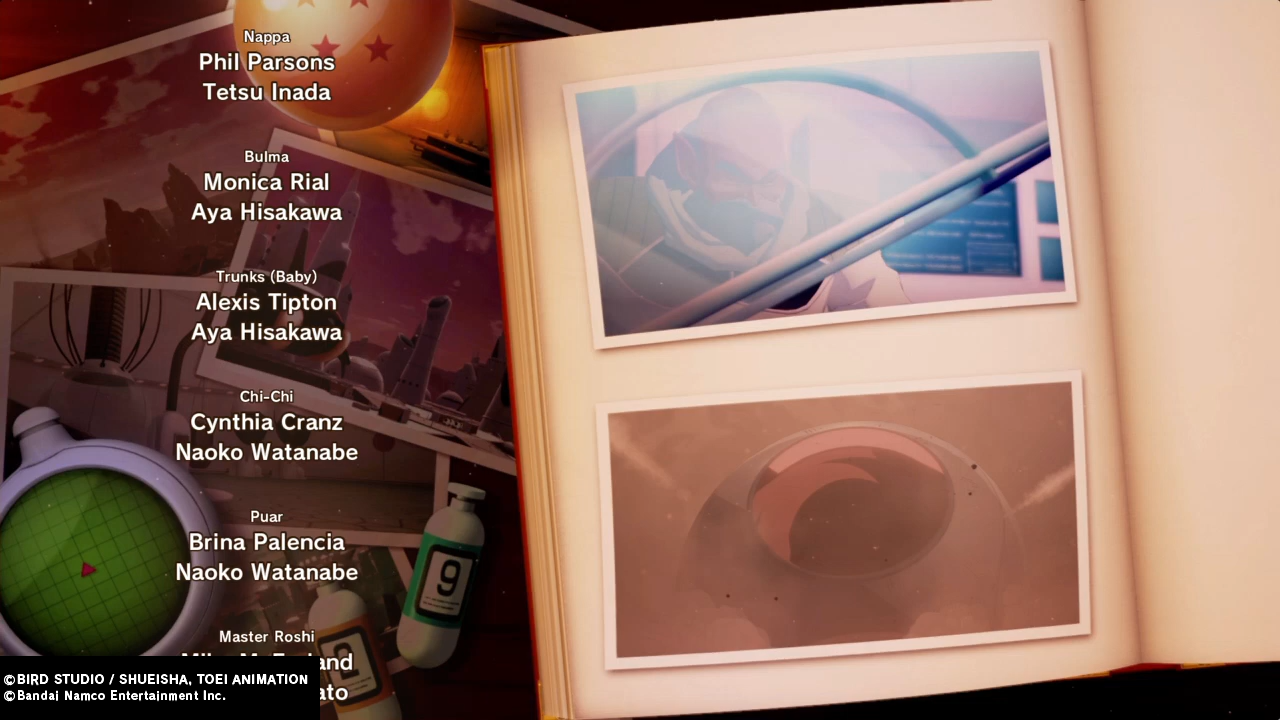 Nappa
Phil Parsons
Tetsu Inada
Bulma
Monica Rial
Aya Hisakawa
Trunks (Baby)
Alexis Tipton
Aya Hisakawa
Chi-Chi
Cynthia Cranz
Naoko Watanabe
Puar
Brina Palencia
Naoko Watanabe
9
Master Roshi
2
©BIRD STUDIO / SHUEISHA, TOEI ANIMATION
©Bandai Namco Entertainment Inc.